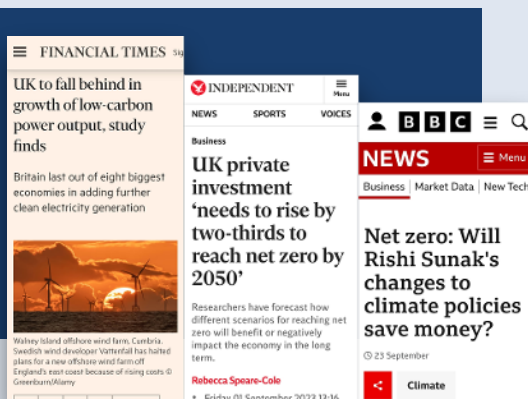 FINANCIAL TIMES
UK to fall behind in
growth of low-carbon
power output, study
finds
Britain last out of eight biggest
economies in adding further
clean electricity generation
Walney Island offshore wind farm, Cumbria.
Swedish wind developer Vattenfall has halted
plans for a new offshore wind farm off
England's east coast because of rising costs ©
Greenburn/Alamy
INDEPENDENT
Menu
NEWS SPORTS VOICES
Business
UK private
investment
‘needs to rise by
two-thirds to
reach net zero by
2050’
Researchers have forecast how
different scenarios for reaching net
zero will benefit or negatively
impact the economy in the long
term.
Rebecca Speare-Cole
Friday 01 September 2023 13:16
BBC
NEWS
Menu
Business Market Data New Tech
Net zero: Will
Rishi Sunak's
changes to
climate policies
save money?
23 September
Climate